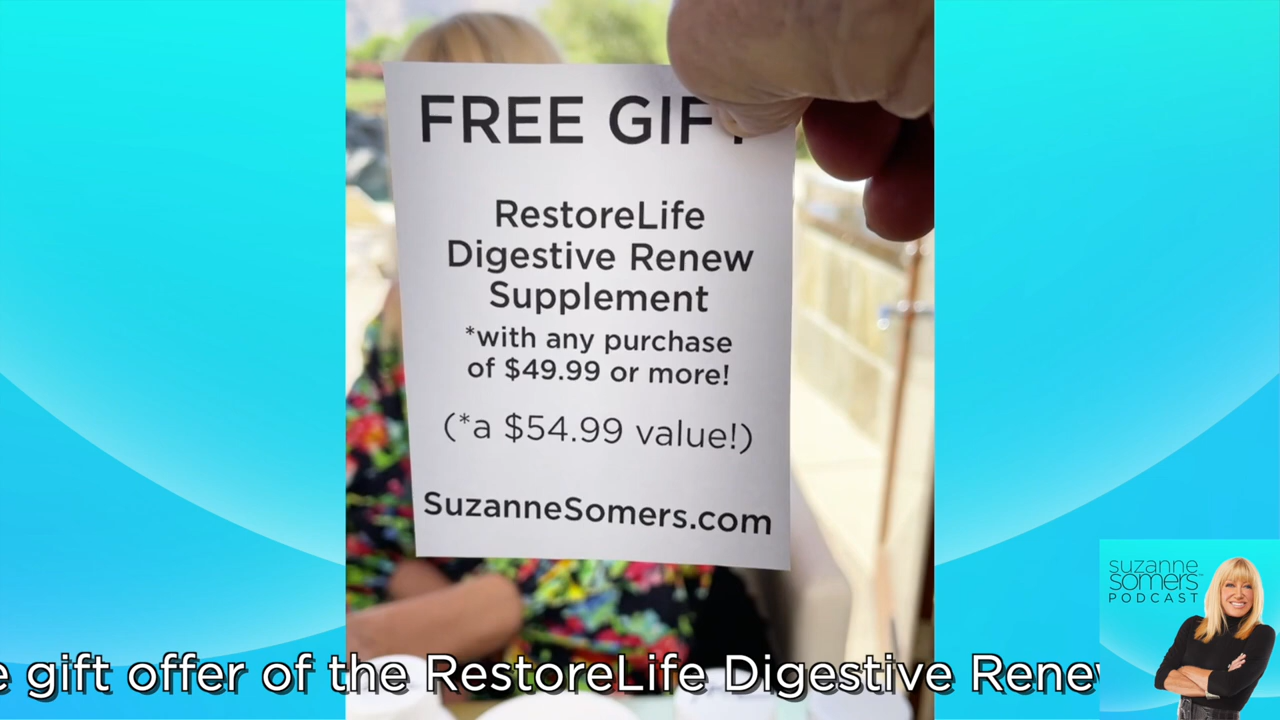 FREE GIFT
RestoreLife
Digestive Renew
Supplement
*with any purchase
of $49.99 or more!
(*a $54.99 value!)
SuzanneSomers.com
suzanne
somers
PODCAST
gift offer of the RestoreLife Digestive Renew